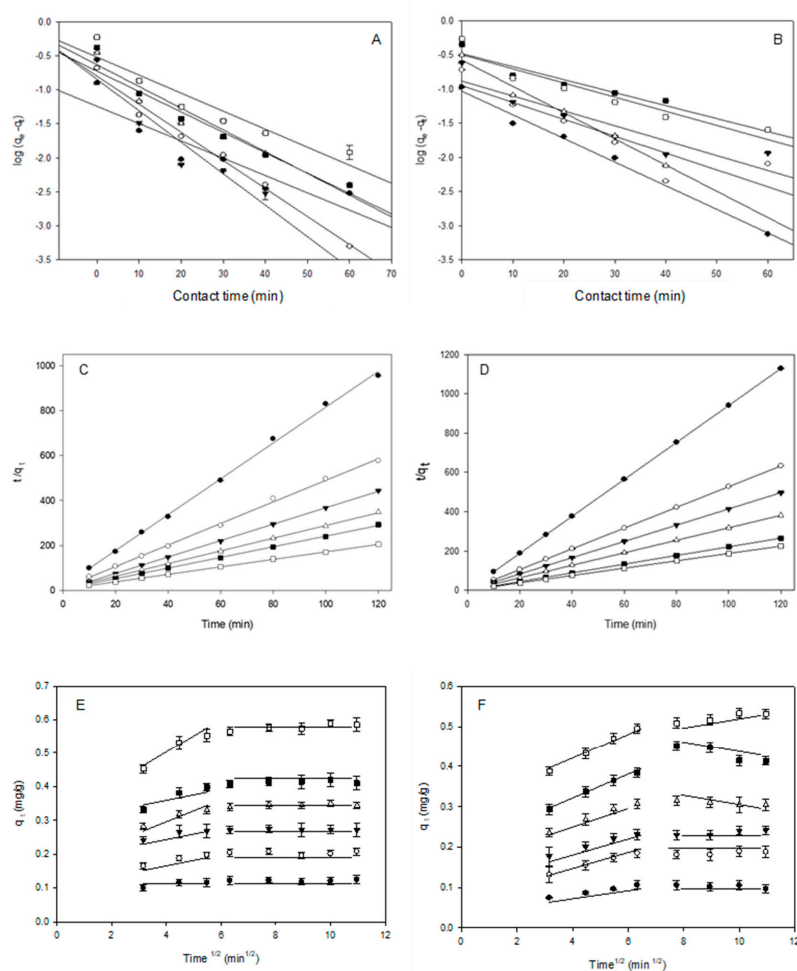 A
B
0.0
-0.5
-1.0
-1.5
-2.0
-2.5
-3.0
-3.5
log (qe-qt)
0 10 20 30 40 50 60 70
Contact time (min)
0.0
-0.5
-1.0
-1.5
-2.0
-2.5
-3.0
-3.5
log (qe-qt)
0 10 20 30 40 50 60
Contact time (min)
C
D
1000
800
600
400
200
0
t/qt
0 20 40 60 80 100 120
Time (min)
1200
1000
800
600
400
200
0
t/qt
0 20 40 60 80 100 120
Time (min)
E
F
0.7
0.6
0.5
0.4
0.3
0.2
0.1
0.0
q t (mg/g)
0 2 4 6 8 10 12
Time 1/2 (min1/2)
0.6
0.5
0.4
0.3
0.2
0.1
0.0
q t (mg/g)
0 2 4 6 8 10 12
Time1/2 (min1/2)